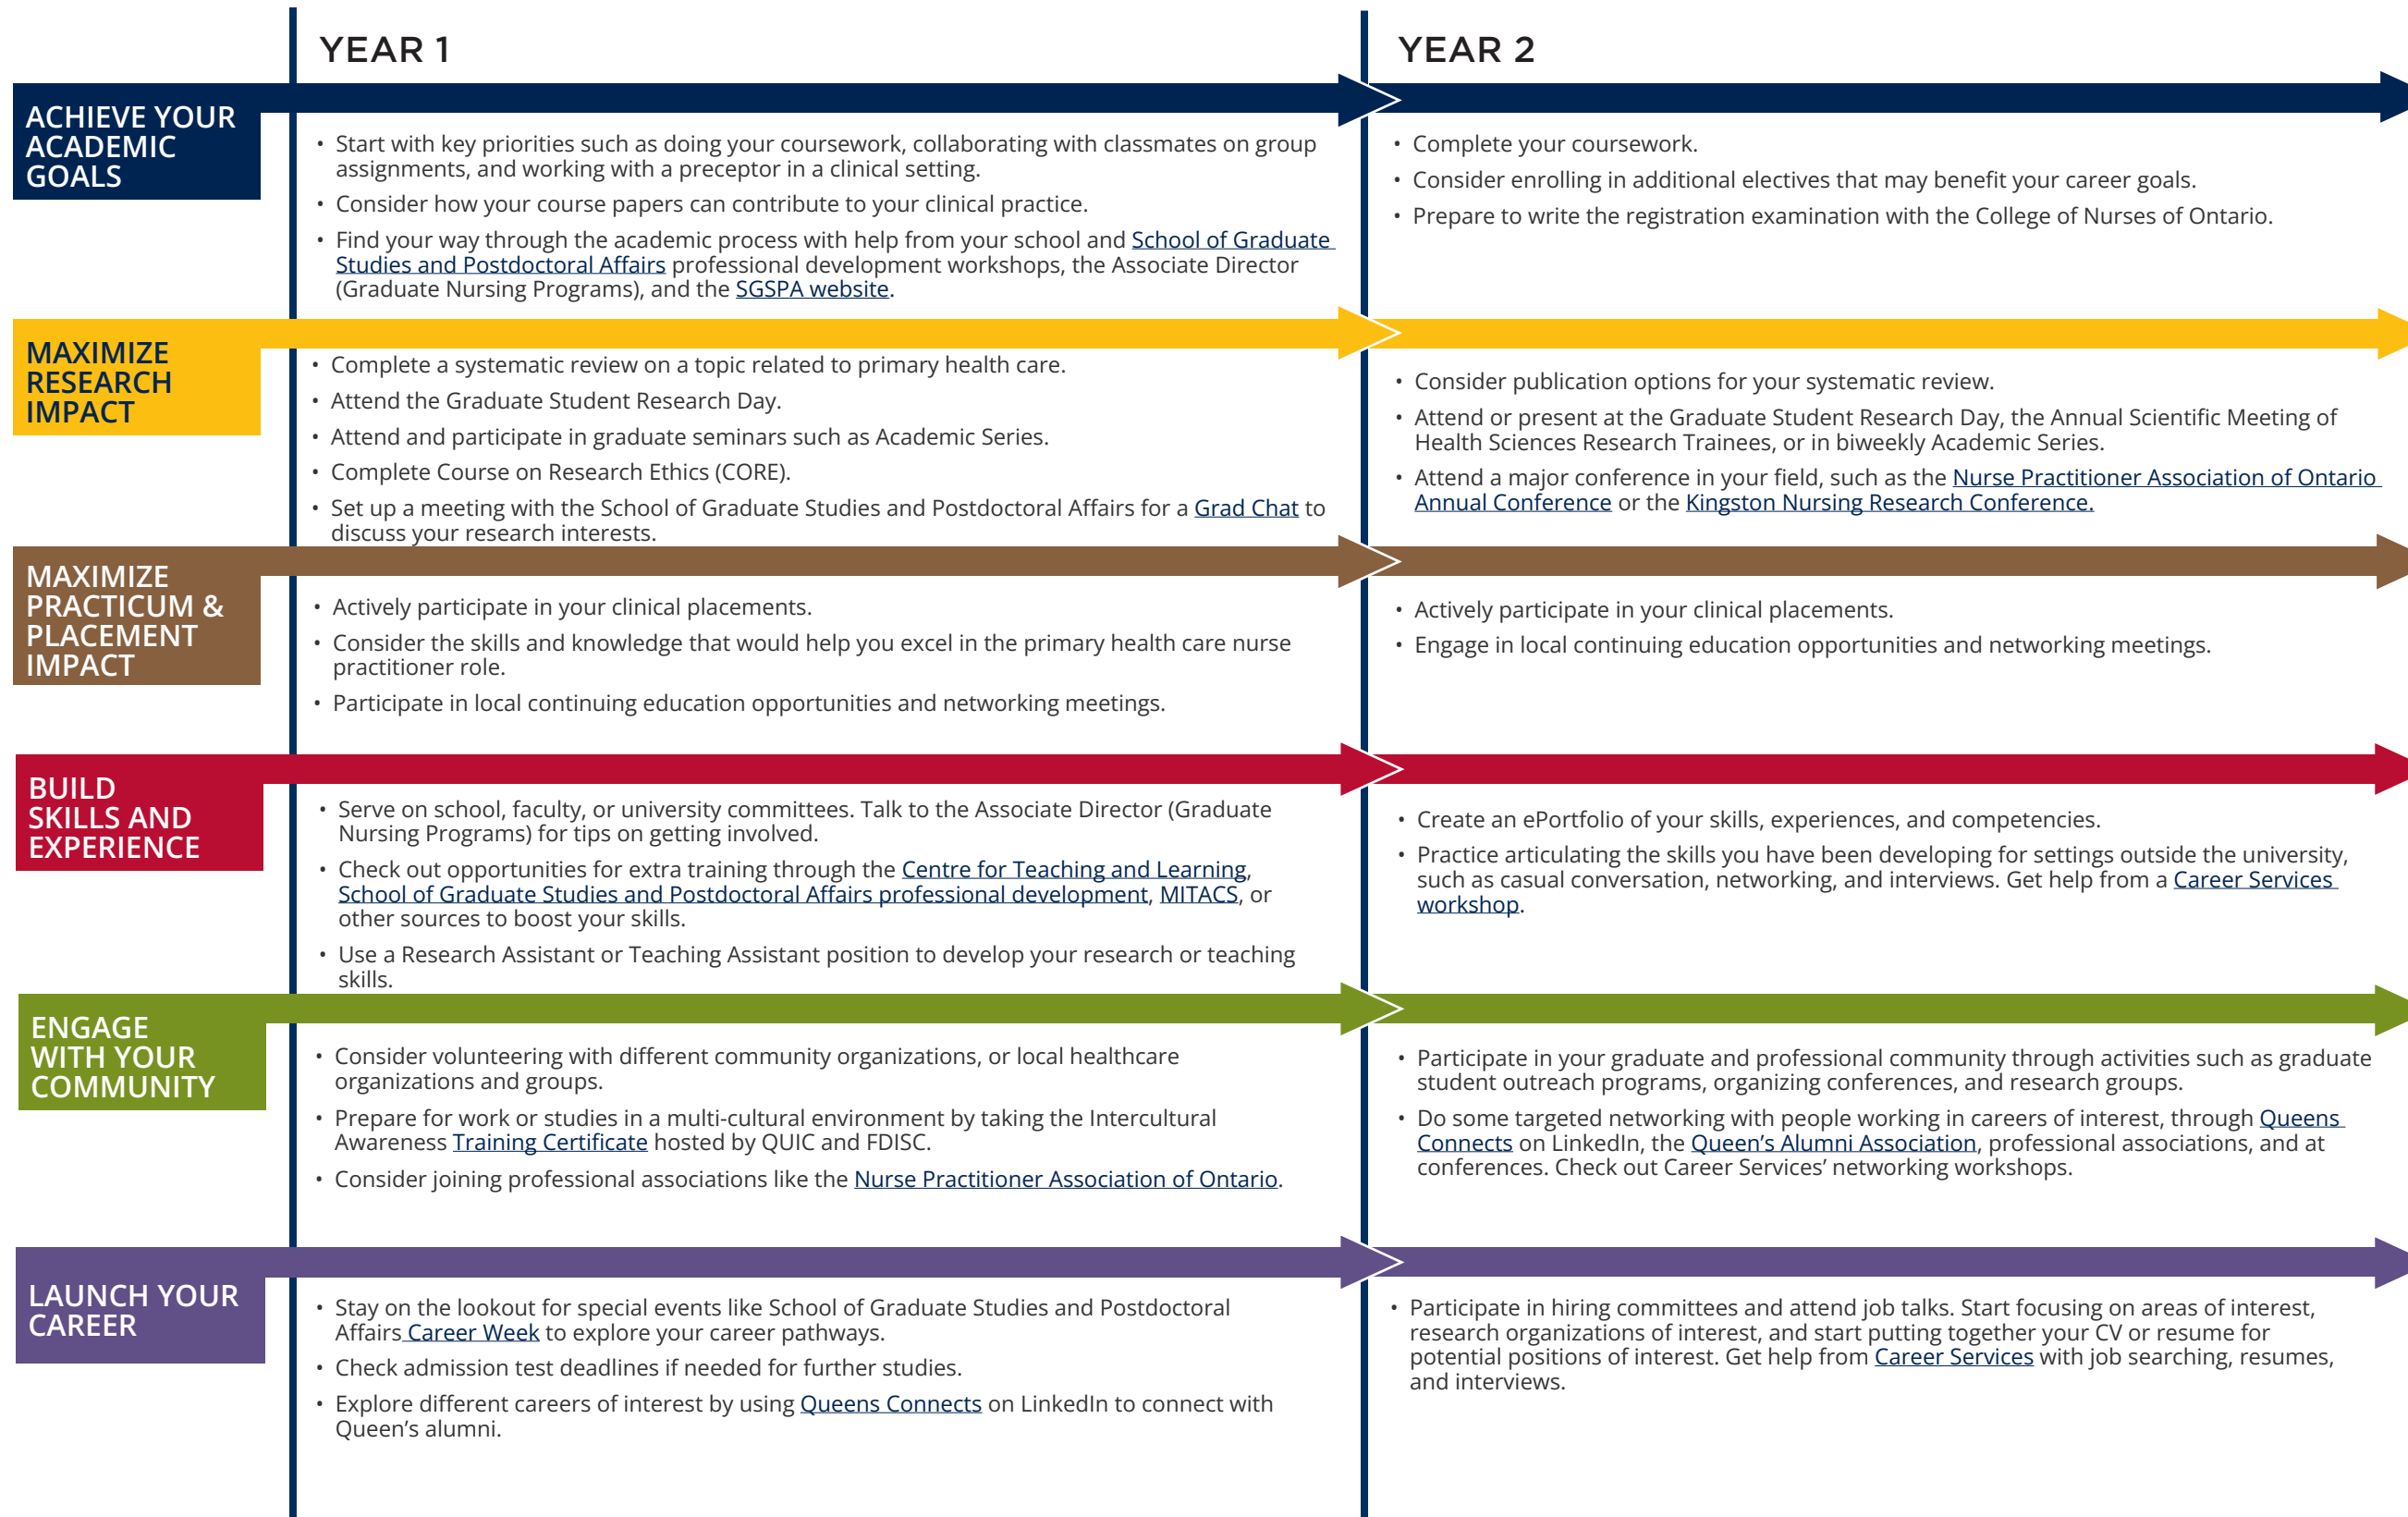 YEAR 1
YEAR 2
ACHIEVE YOUR
ACADEMIC
GOALS
• Start with key priorities such as doing your coursework, collaborating with classmates on group
assignments, and working with a preceptor in a clinical setting.
• Consider how your course papers can contribute to your clinical practice.
• Find your way through the academic process with help from your school and School of Graduate
Studies and Postdoctoral Affairs professional development workshops, the Associate Director
(Graduate Nursing Programs), and the SGSPA website.
• Complete your coursework.
• Consider enrolling in additional electives that may benefit your career goals.
• Prepare to write the registration examination with the College of Nurses of Ontario.
MAXIMIZE
RESEARCH
IMPACT
• Complete a systematic review on a topic related to primary health care.
• Attend the Graduate Student Research Day.
• Attend and participate in graduate seminars such as Academic Series.
• Complete Course on Research Ethics (CORE).
• Set up a meeting with the School of Graduate Studies and Postdoctoral Affairs for a Grad Chat to
discuss your research interests.
• Consider publication options for your systematic review.
• Attend or present at the Graduate Student Research Day, the Annual Scientific Meeting of
Health Sciences Research Trainees, or in biweekly Academic Series.
• Attend a major conference in your field, such as the Nurse Practitioner Association of Ontario
Annual Conference or the Kingston Nursing Research Conference.
MAXIMIZE
PRACTICUM &
PLACEMENT
IMPACT
• Actively participate in your clinical placements.
• Consider the skills and knowledge that would help you excel in the primary health care nurse
practitioner role.
• Participate in local continuing education opportunities and networking meetings.
• Actively participate in your clinical placements.
• Engage in local continuing education opportunities and networking meetings.
BUILD
SKILLS AND
EXPERIENCE
• Serve on school, faculty, or university committees. Talk to the Associate Director (Graduate
Nursing Programs) for tips on getting involved.
• Check out opportunities for extra training through the Centre for Teaching and Learning,
School of Graduate Studies and Postdoctoral Affairs professional development, MITACS, or
other sources to boost your skills.
• Use a Research Assistant or Teaching Assistant position to develop your research or teaching
skills.
• Create an ePortfolio of your skills, experiences, and competencies.
• Practice articulating the skills you have been developing for settings outside the university,
such as casual conversation, networking, and interviews. Get help from a Career Services
workshop.
ENGAGE
WITH YOUR
COMMUNITY
• Consider volunteering with different community organizations, or local healthcare
organizations and groups.
• Prepare for work or studies in a multi-cultural environment by taking the Intercultural
Awareness Training Certificate hosted by QUIC and FDISC.
• Consider joining professional associations like the Nurse Practitioner Association of Ontario.
• Participate in your graduate and professional community through activities such as graduate
student outreach programs, organizing conferences, and research groups.
• Do some targeted networking with people working in careers of interest, through Queens
Connects on LinkedIn, the Queen's Alumni Association, professional associations, and at
conferences. Check out Career Services' networking workshops.
LAUNCH YOUR
CAREER
• Stay on the lookout for special events like School of Graduate Studies and Postdoctoral
Affairs Career Week to explore your career pathways.
• Check admission test deadlines if needed for further studies.
• Explore different careers of interest by using Queens Connects on LinkedIn to connect with
Queen's alumni.
• Participate in hiring committees and attend job talks. Start focusing on areas of interest,
research organizations of interest, and start putting together your CV or resume for
potential positions of interest. Get help from Career Services with job searching, resumes,
and interviews.